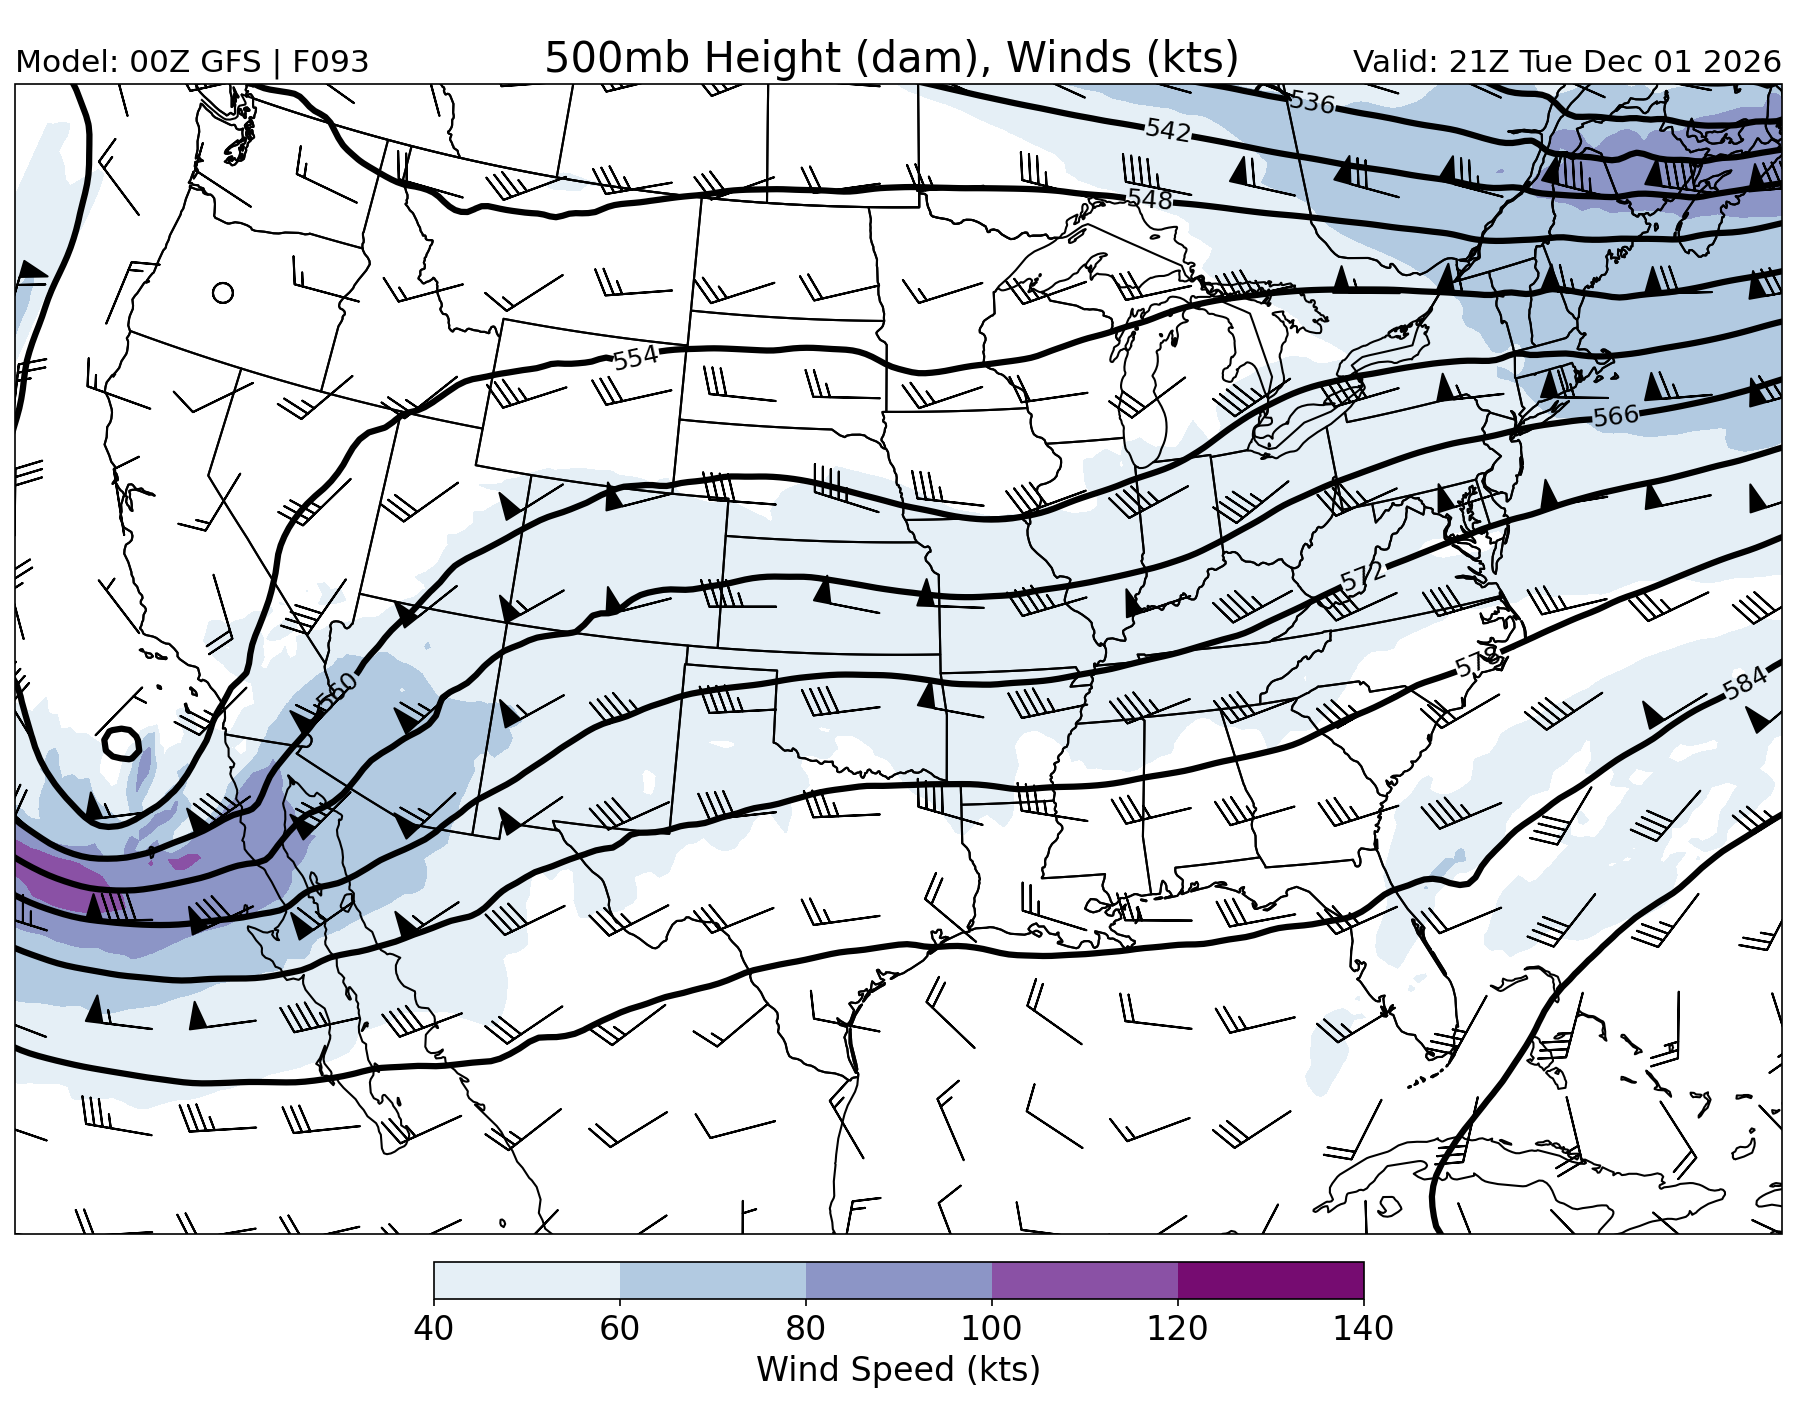 Model: 00Z GFS | F093
500mb Height (dam), Winds (kts)
Valid: 21Z Tue Dec 01 2026
536
542
548
554
566
572
578
560
584
40 60 80 100 120 140
Wind Speed (kts)